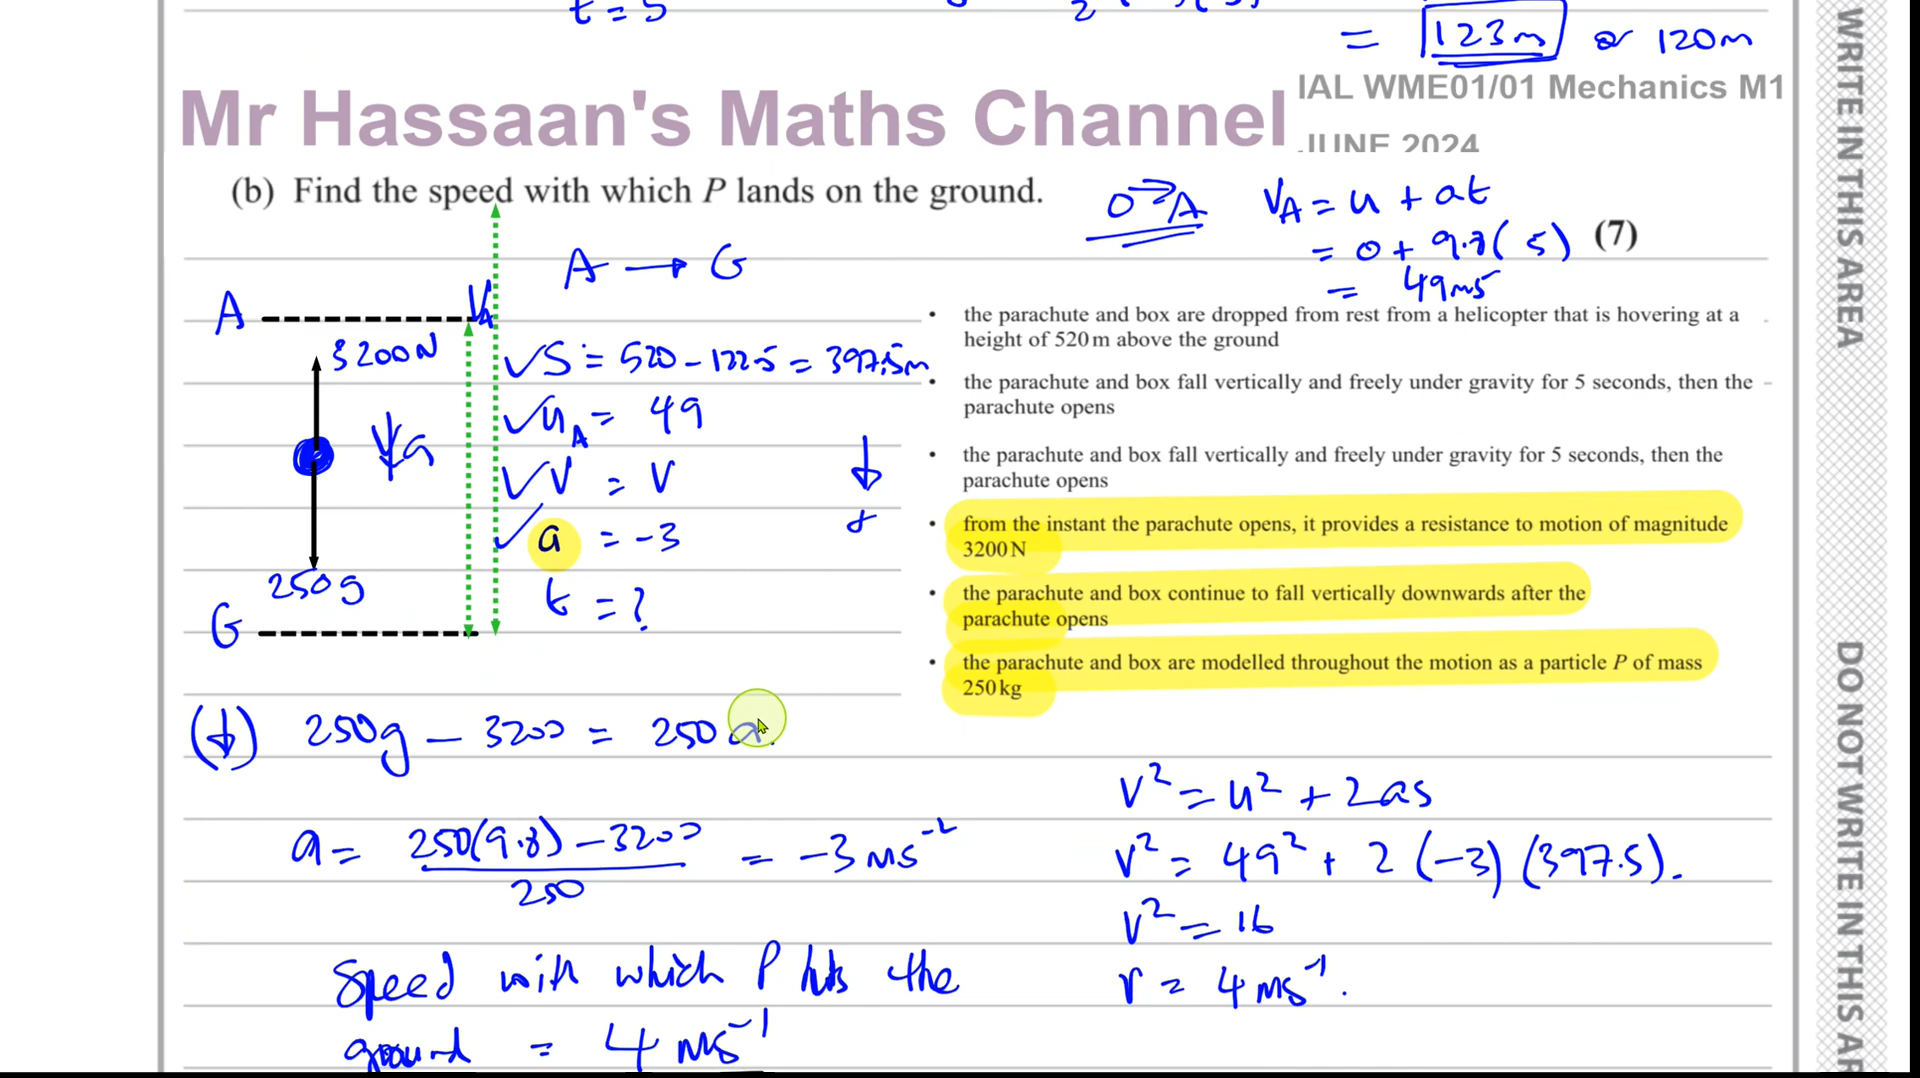 t = 5
2
= 123m or 120m
Mr Hassaan's Maths Channel
IAL WME01/01 Mechanics M1
JUNE 2024
(b) Find the speed with which P lands on the ground.
(7)
O→A
V_A = u + at
= 0 + 9.8(5)
= 49ms
A → G
A
V_A
3200N
a
250g
G
✓S = 520 - 122.5 = 397.5m
✓u_A = 49
✓V = V
✓a = -3
t = ?
↓
+
• the parachute and box are dropped from rest from a helicopter that is hovering at a
height of 520 m above the ground
• the parachute and box fall vertically and freely under gravity for 5 seconds, then the
parachute opens
• the parachute and box fall vertically and freely under gravity for 5 seconds, then the
parachute opens
• from the instant the parachute opens, it provides a resistance to motion of magnitude
3200 N
• the parachute and box continue to fall vertically downwards after the
parachute opens
• the parachute and box are modelled throughout the motion as a particle P of mass
250 kg
(↓) 250g - 3200 = 250a.
a = 250(9.8) - 3200 / 250 = -3 ms⁻²
Speed with which P hits the
ground = 4 ms⁻¹
v² = u² + 2as
v² = 49² + 2(-3)(397.5).
v² = 16
v = 4 ms⁻¹.
WRITE IN THIS AREA
DO NOT WRITE IN THIS AR